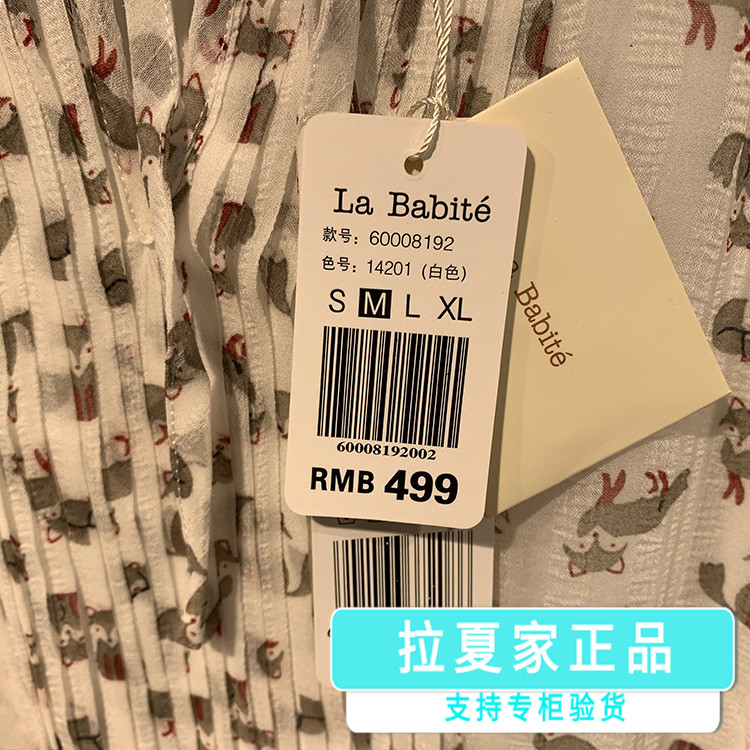 La Babité
款号: 60008192
色号: 14201 (白色)
S M L XL
60008192002
RMB 499
La Babité
拉夏家正品
支持专柜验货